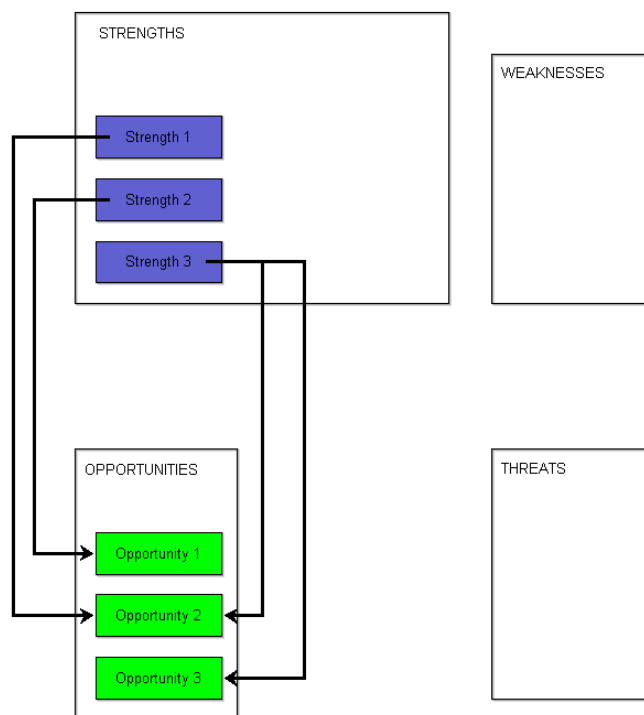 STRENGTHS
WEAKNESSES
Strength 1
Strength 2
Strength 3
OPPORTUNITIES
THREATS
Opportunity 1
Opportunity 2
Opportunity 3